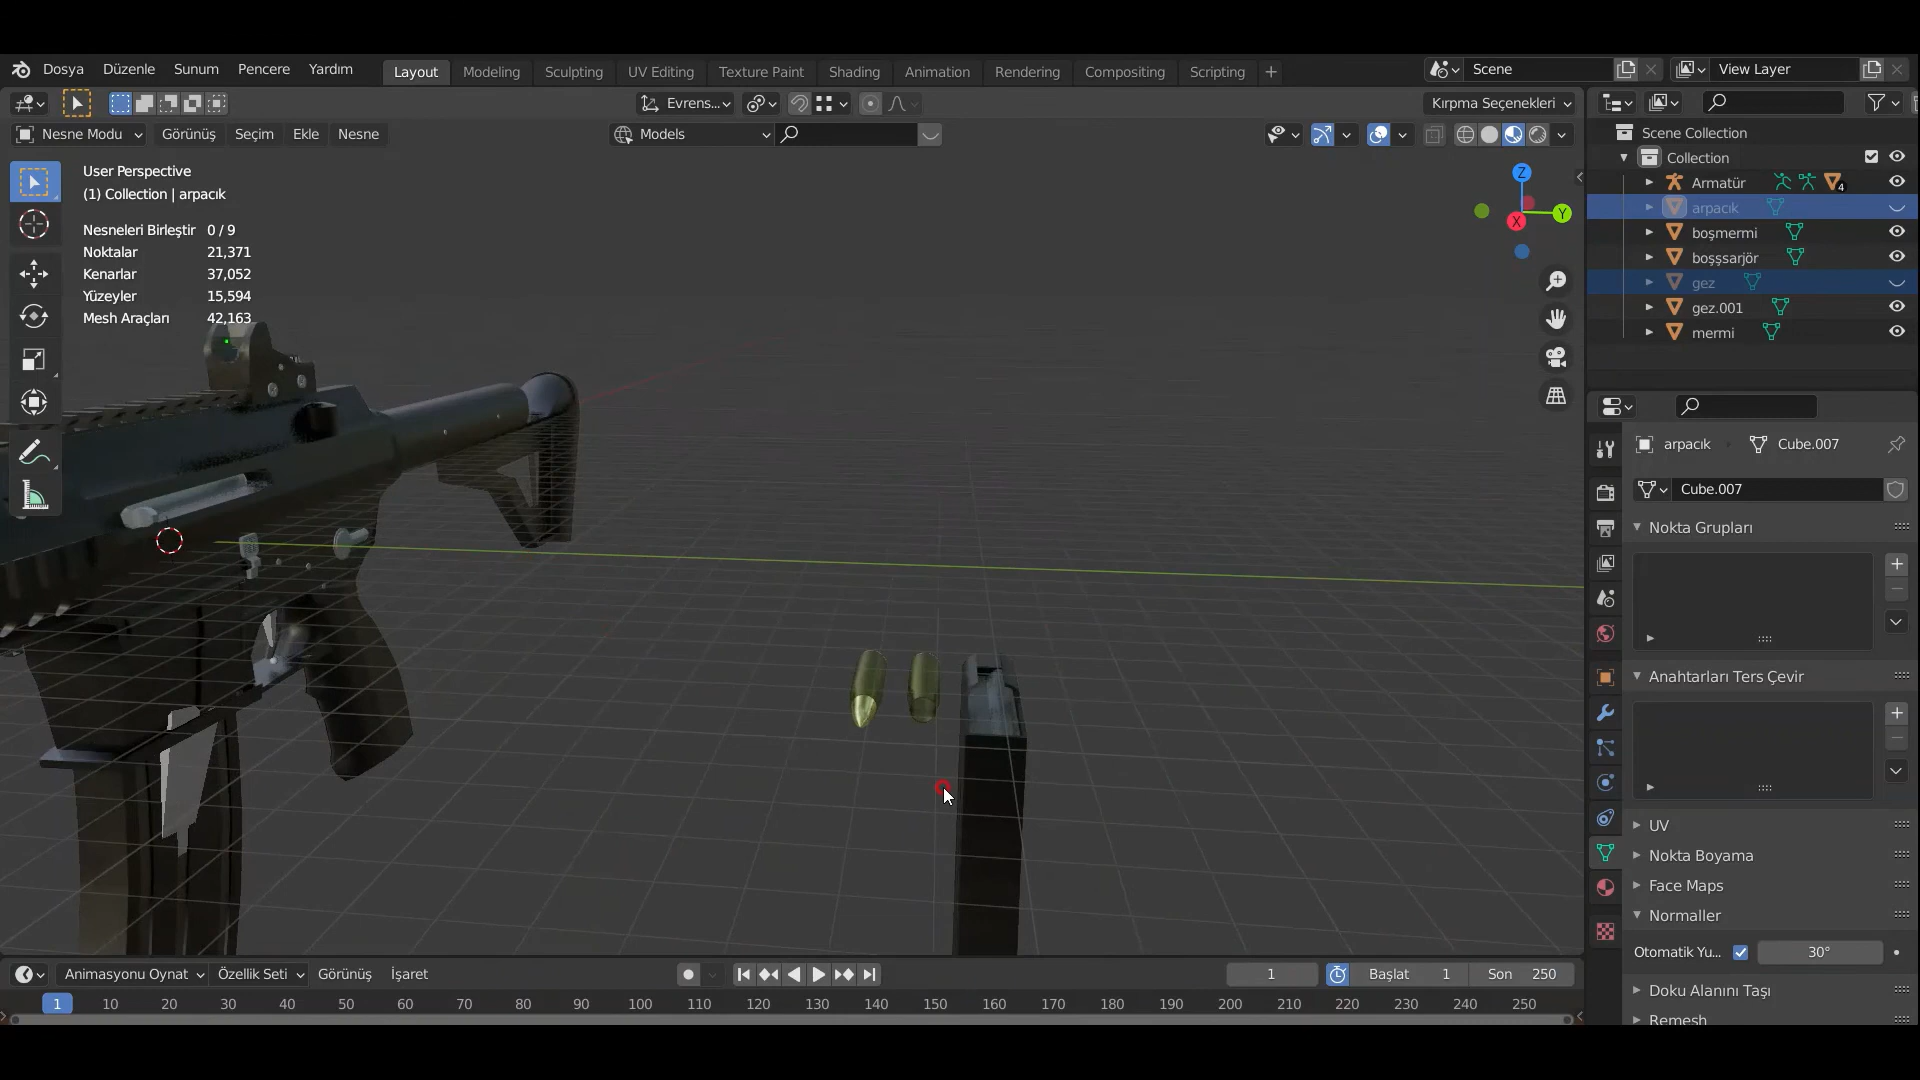 Dosya Düzenle Sunum Pencere Yardım Layout Modeling Sculpting UV Editing Texture Paint Shading Animation Rendering Compositing Scripting + Scene View Layer
Evrens... Kırpma Seçenekleri
Nesne Modu Görünüş Seçim Ekle Nesne Models
User Perspective
(1) Collection | arpacık
Nesneleri Birleştir 0 / 9
Noktalar 21,371
Kenarlar 37,052
Yüzeyler 15,594
Mesh Araçları 42,163
Z
Y
X
Scene Collection
Collection
Armatür 4
arpacık
boşmermi
boşşsarjör
gez
gez.001
mermi
arpacık Cube.007
Cube.007
Nokta Grupları
Anahtarları Ters Çevir
UV
Nokta Boyama
Face Maps
Normaller
Otomatik Yu... 30°
Doku Alanını Taşı
Remesh
Animasyonu Oynat Özellik Seti Görünüş İşaret 1 Başlat 1 Son 250
1 10 20 30 40 50 60 70 80 90 100 110 120 130 140 150 160 170 180 190 200 210 220 230 240 250